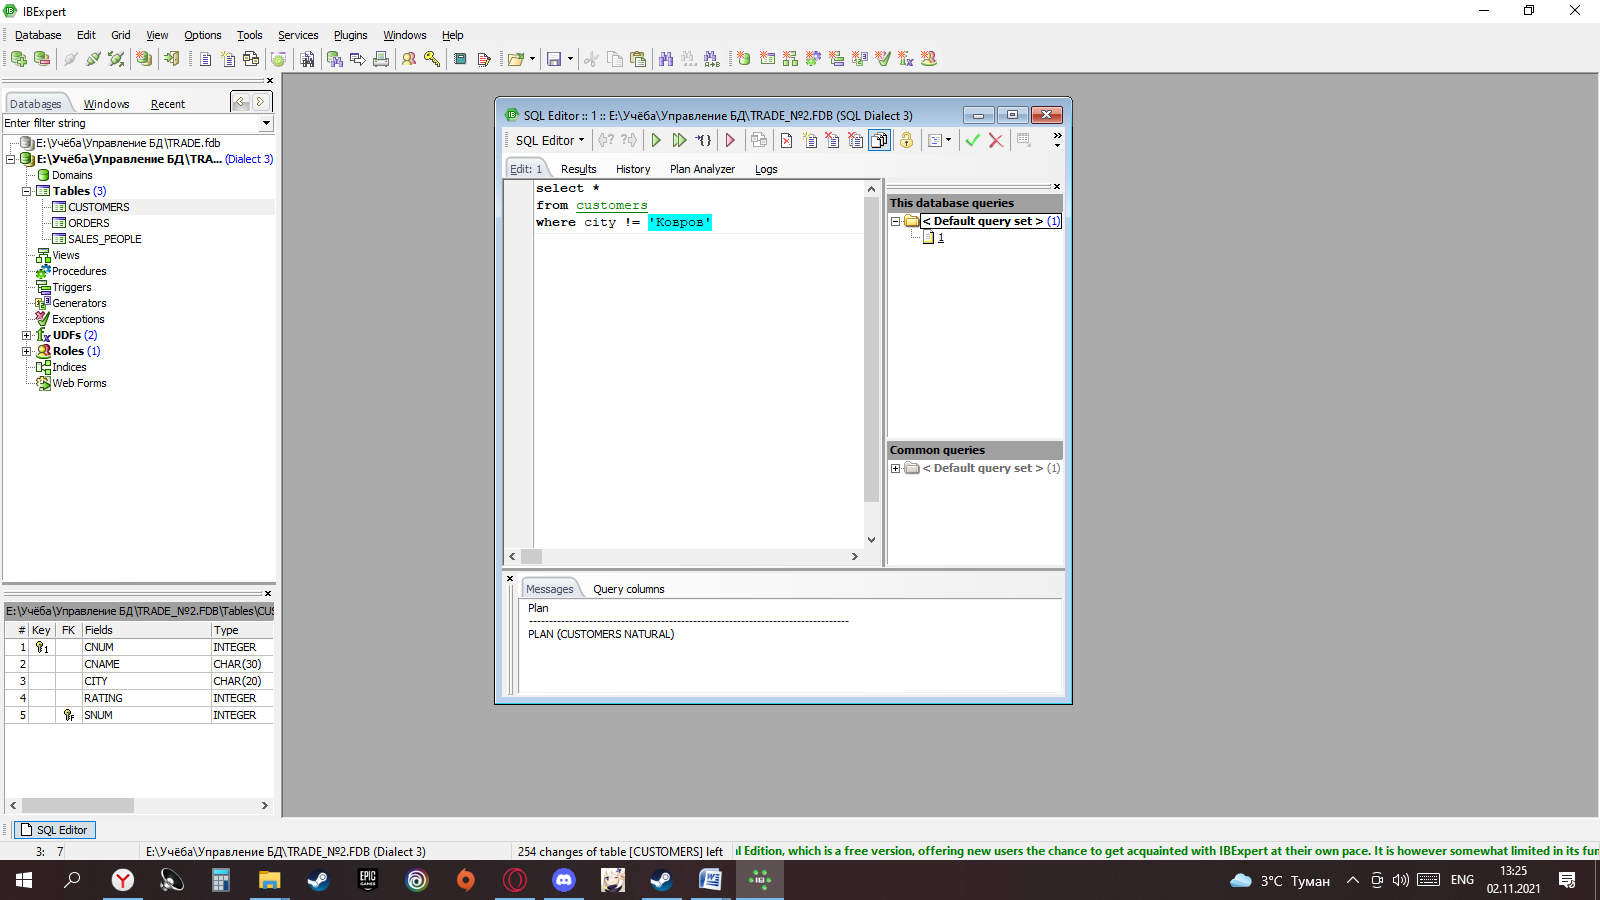 IBExpert
Database Edit Grid View Options Tools Services Plugins Windows Help
Databases Windows Recent
Enter filter string
E:\Учёба\Управление БД\TRADE.fdb
E:\Учёба\Управление БД\TRA... (Dialect 3)
Domains
Tables (3)
CUSTOMERS
ORDERS
SALES_PEOPLE
Views
Procedures
Triggers
Generators
Exceptions
UDFs (2)
Roles (1)
Indices
Web Forms
E:\Учёба\Управление БД\TRADE_№2.FDB\Tables\CUS
# Key FK Fields Type
1 1 CNUM INTEGER
2 CNAME CHAR(30)
3 CITY CHAR(20)
4 RATING INTEGER
5 F SNUM INTEGER
SQL Editor :: 1 :: E:\Учёба\Управление БД\TRADE_№2.FDB (SQL Dialect 3)
SQL Editor
Edit: 1 Results History Plan Analyzer Logs
select *
from customers
where city != 'Ковров'
This database queries
< Default query set > (1)
1
Common queries
< Default query set > (1)
Messages Query columns
Plan
--------------------------------------------------------------------------------
PLAN (CUSTOMERS NATURAL)
SQL Editor
3: 7 E:\Учёба\Управление БД\TRADE_№2.FDB (Dialect 3) 254 changes of table [CUSTOMERS] left al Edition, which is a free version, offering new users the chance to get acquainted with IBExpert at their own pace. It is however somewhat limited in its fun
EPIC GAMES
3°C Туман ENG 13:25
02.11.2021